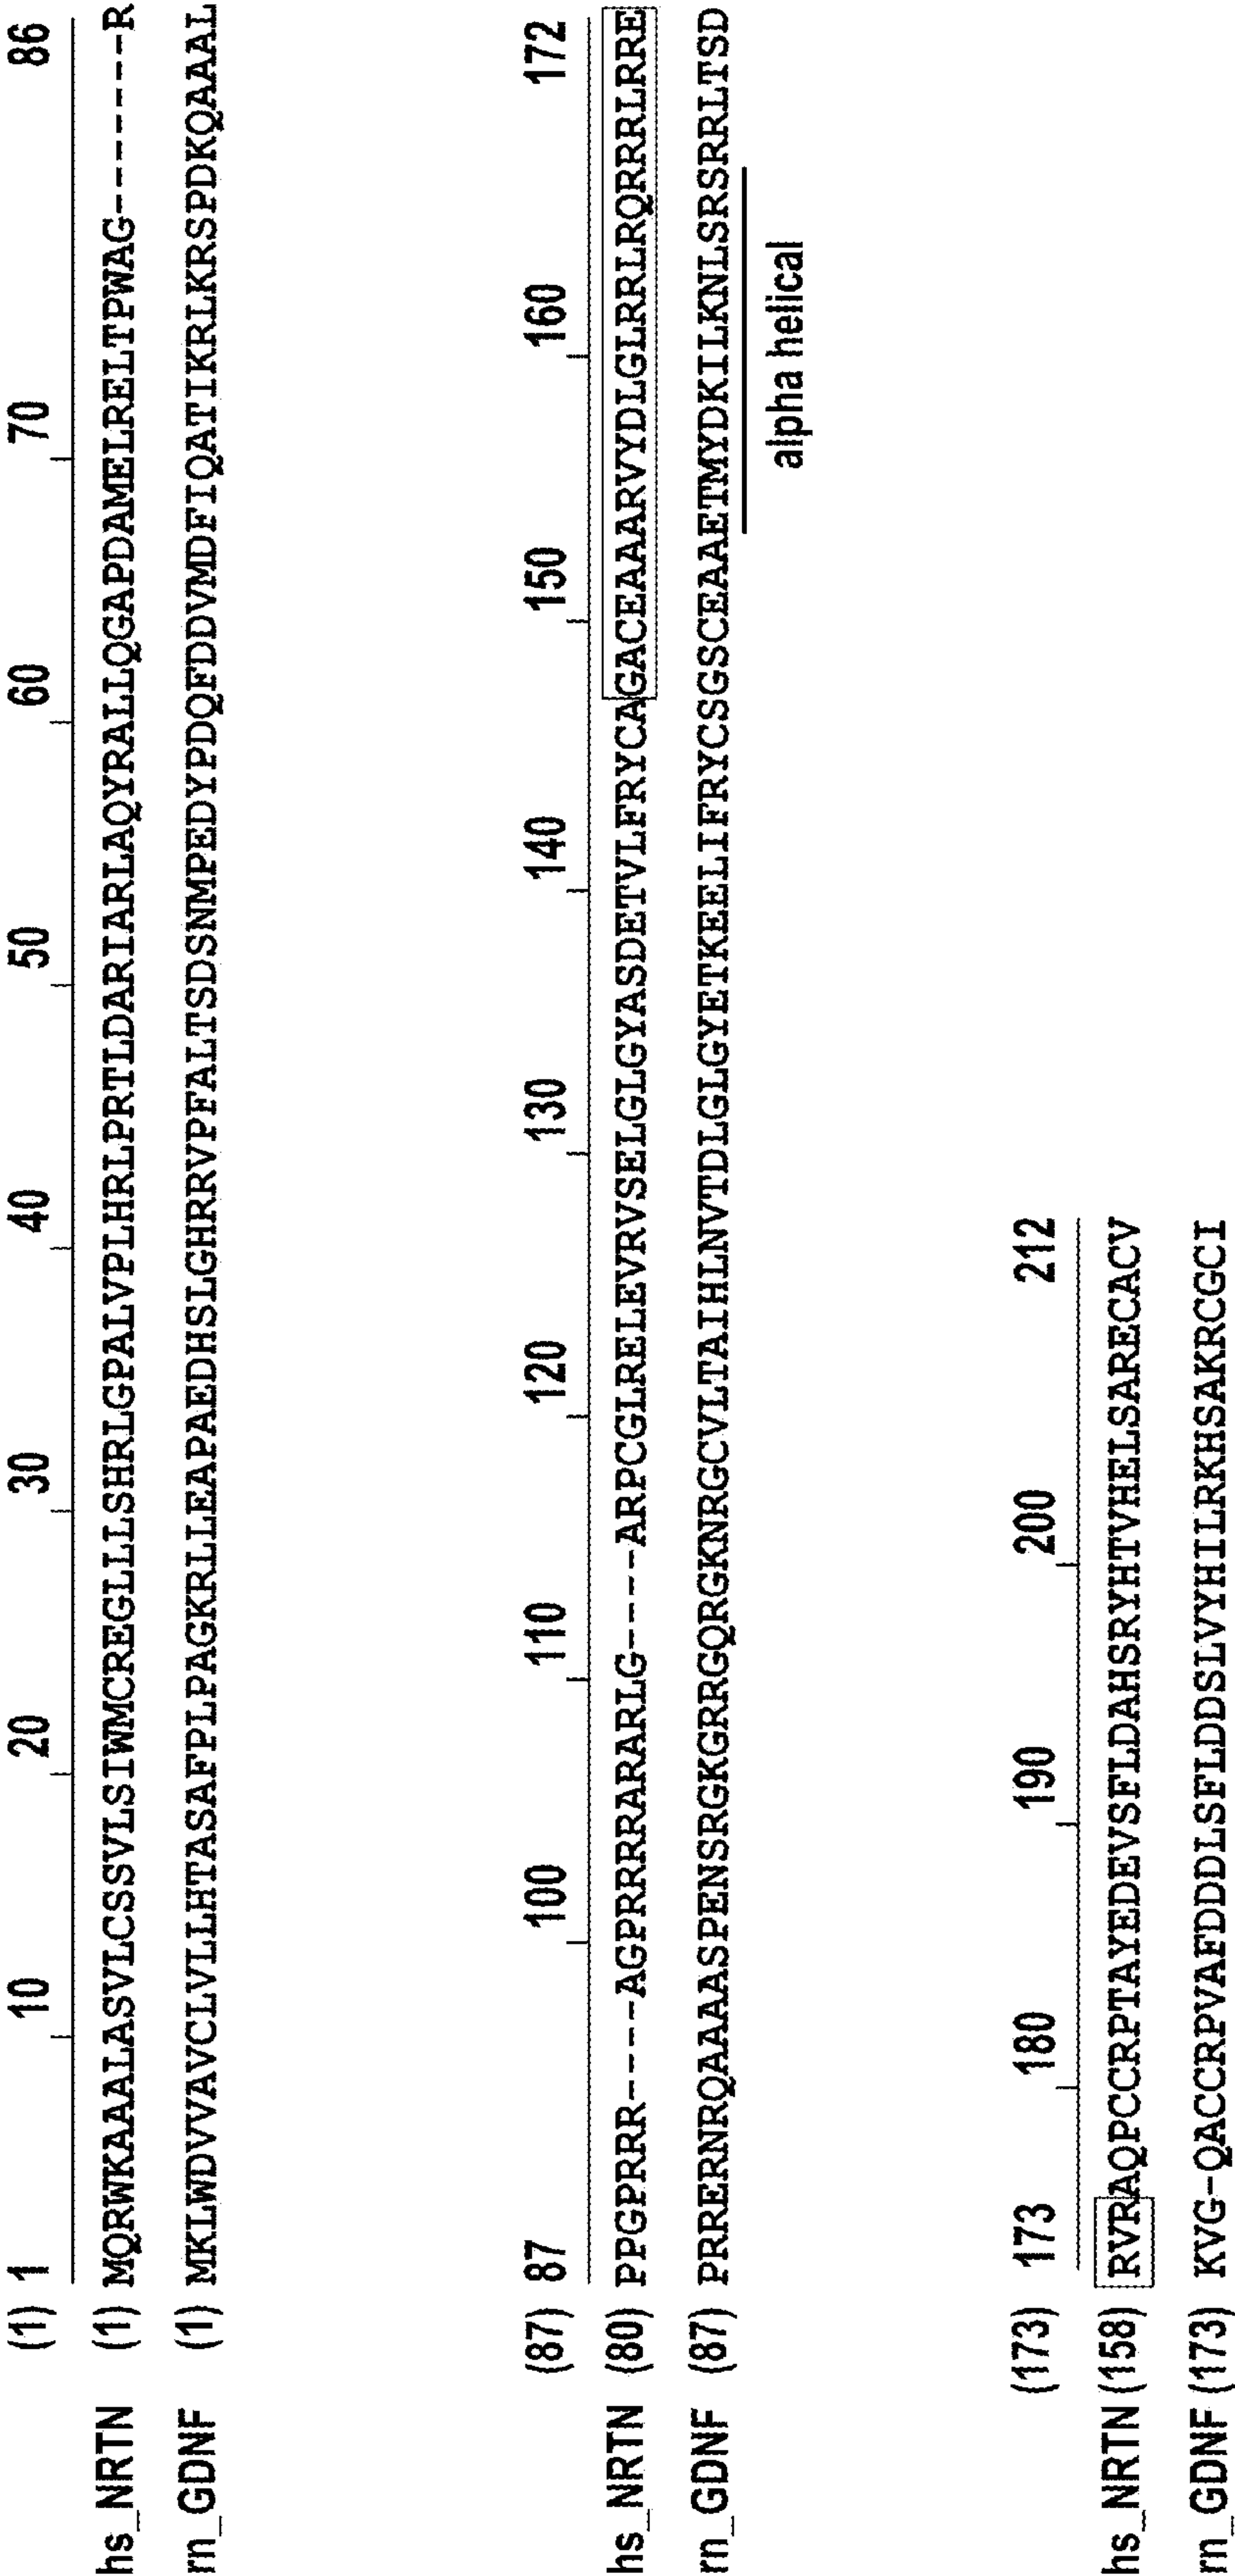 (1) 1 10 20 30 40 50 60 70 86
hs_NRTN (1) MQRWKAAALASVLCSSVLSIWMCREGLLLSHRLGPALVPLHRLPRTLDARIARLAQYRALLQGAPDAMELRELTPWAG-------R
rn_GDNF (1) MKLWDVVAVCLVLLHTASAFPLPAGKRLLEAPAEDHSLGHRRVPFALTSDSNMPEDYPDQFDDVMDFIQATIKRLKRSPDKQAAAL
(87) 87 100 110 120 130 140 150 160 172
hs_NRTN (80) PPGPRRR----AGPRRRRARARLG----ARPCGLRELEVRVSELGLGYASDETVLFRYCAGACEAAARVYDLGLRRLRQRRRLRRE
rn_GDNF (87) PRRERNRQAAAASPENSRGKGRRGQRGKNRGCVLTAIHLNVTDLGLGYETKEELIFRYCSGSCEAAETMYDKILKNLSRSRRLTSD
alpha helical
(173) 173 180 190 200 212
hs_NRTN (158) RVRAQPCCRPTAYEDEVSFLDAHSRYHTVHELSARECACV
rn_GDNF (173) KVG-QACCRPVAFDDDLSFLDDSLVYHILRKHSAKRCGCI